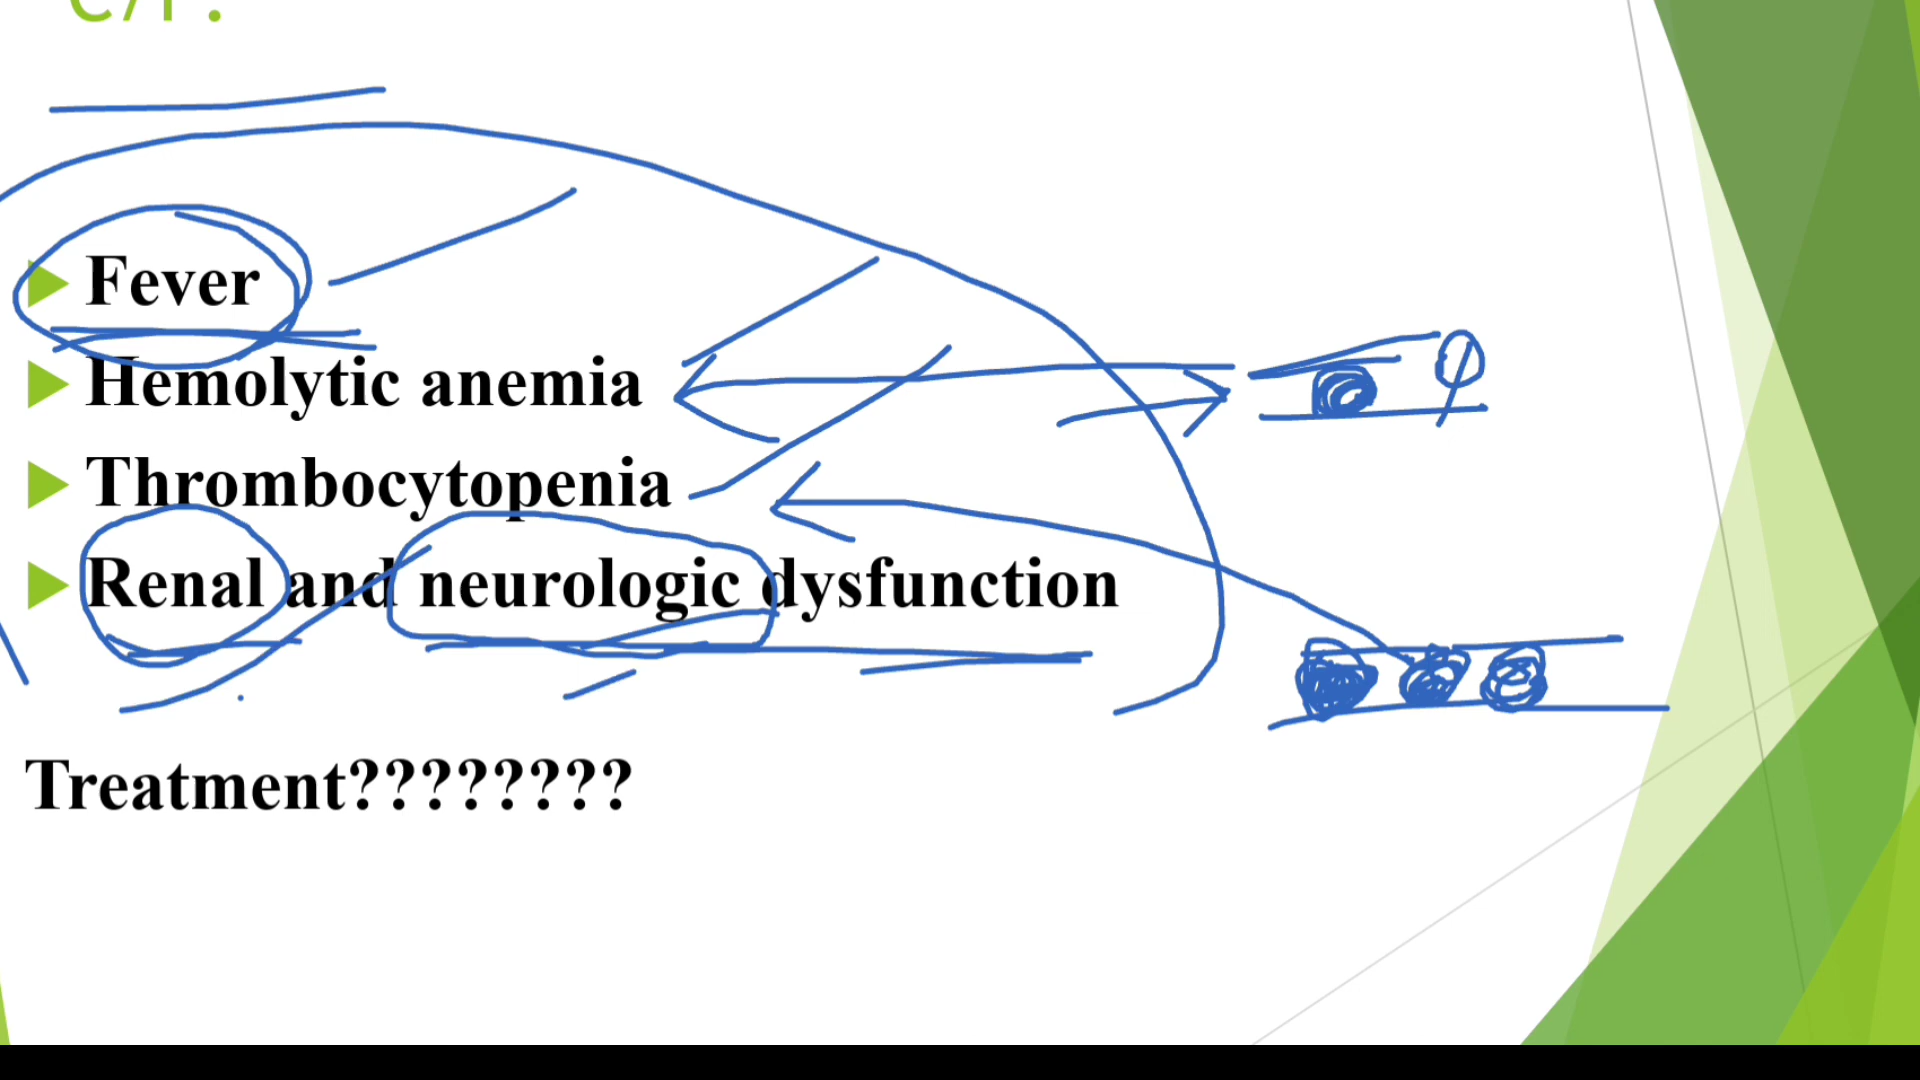 Fever
Hemolytic anemia
Thrombocytopenia
Renal and neurologic dysfunction
Treatment????????